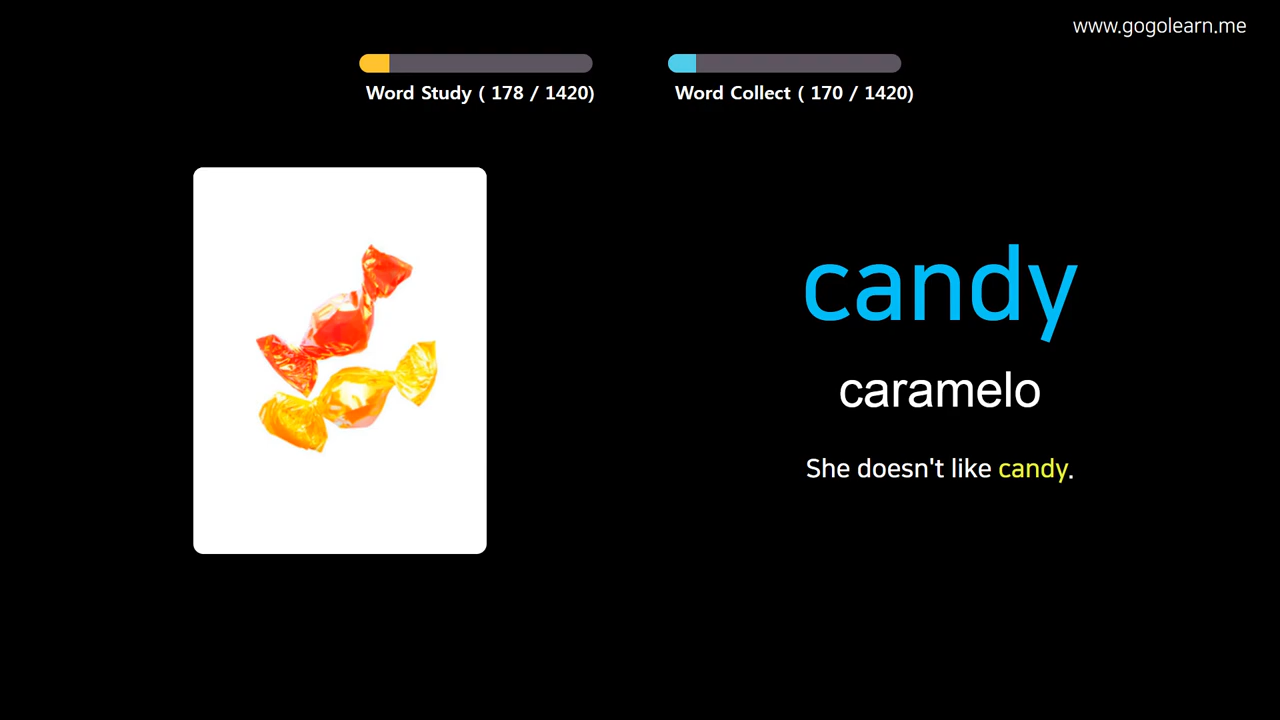 www.gogolearn.me
Word Study ( 178 / 1420)
Word Collect ( 170 / 1420)
candy
caramelo
She doesn't like candy.